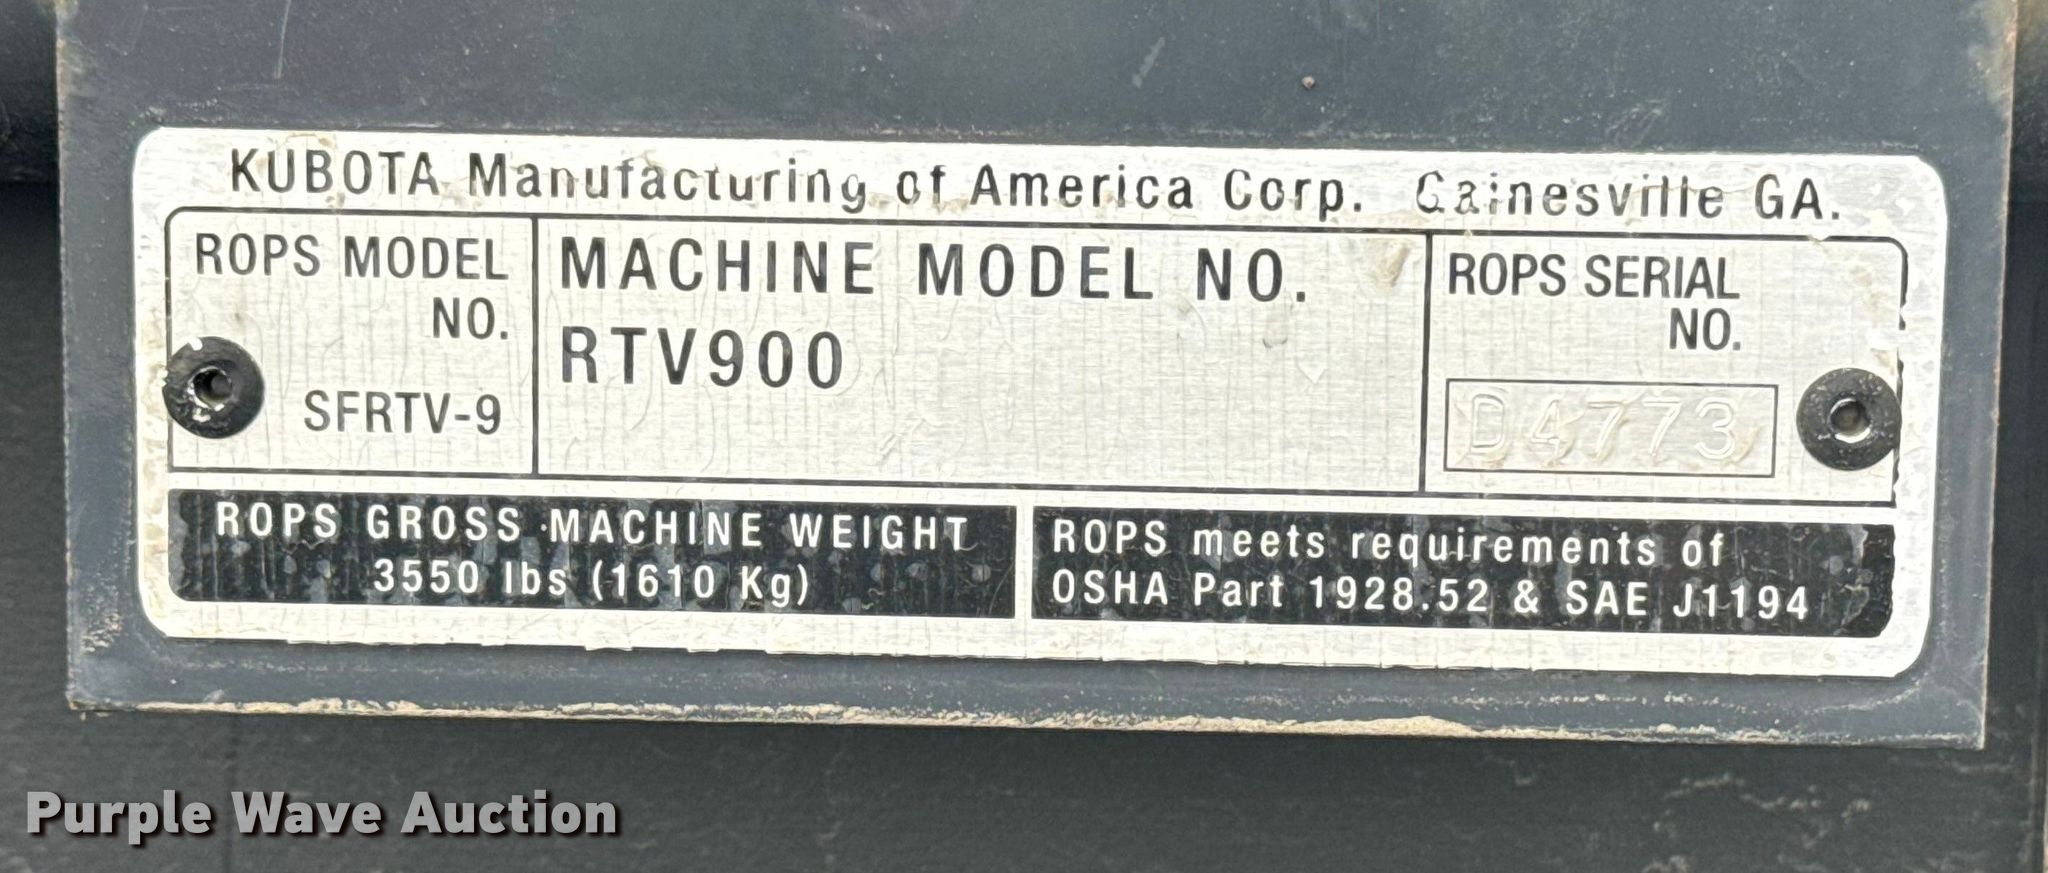 KUBOTA Manufacturing of America Corp. Gainesville GA.
ROPS MODEL
NO.
SFRTV-9
MACHINE MODEL NO.
RTV900
ROPS SERIAL
NO.
D4773
ROPS GROSS MACHINE WEIGHT
3550 lbs (1610 Kg)
ROPS meets requirements of
OSHA Part 1928.52 & SAE J1194
Purple Wave Auction